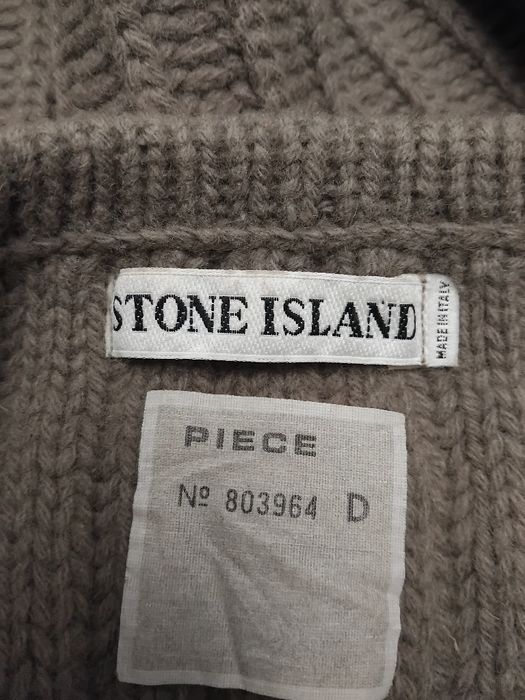 STONE ISLAND
MADE IN ITALY
PIECE
Nº 803964 D